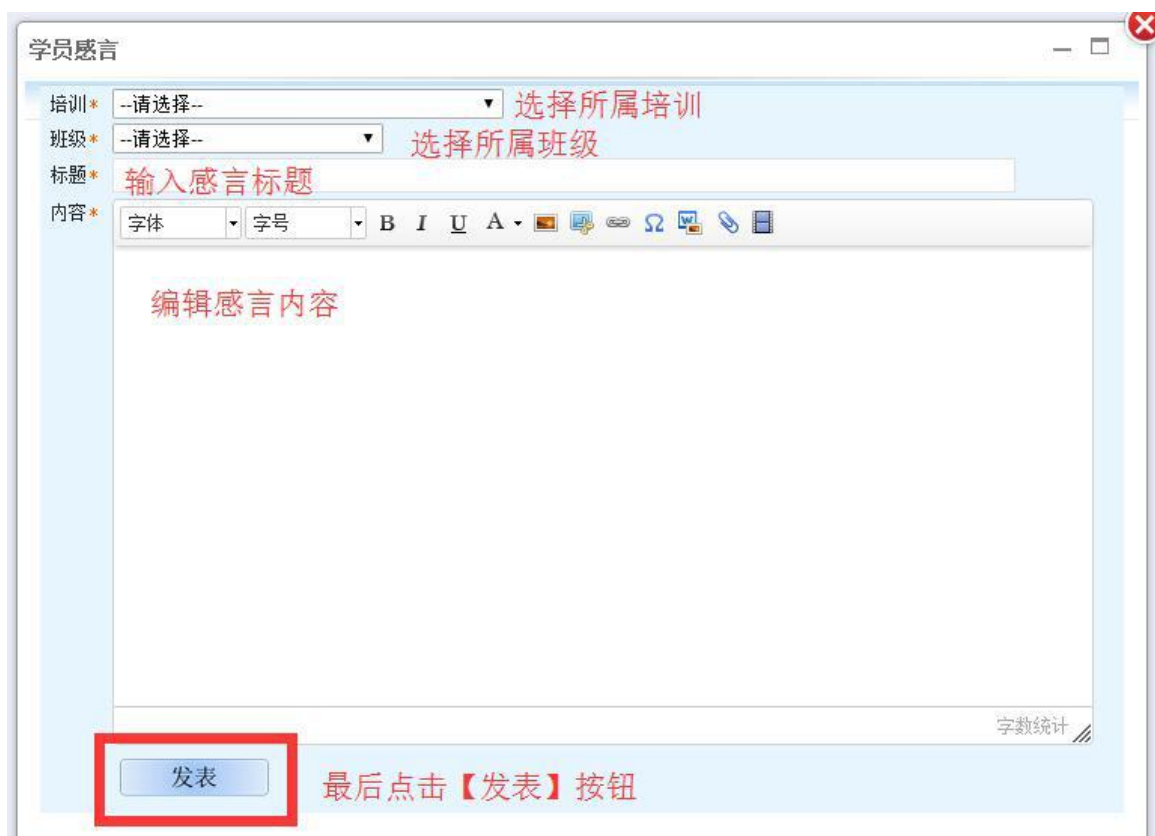 学员感言
培训* --请选择-- 选择所属培训
班级* --请选择-- 选择所属班级
标题* 输入感言标题
内容* 字体 字号 B I U A Ω W
编辑感言内容
字数统计
发表 最后点击【发表】按钮